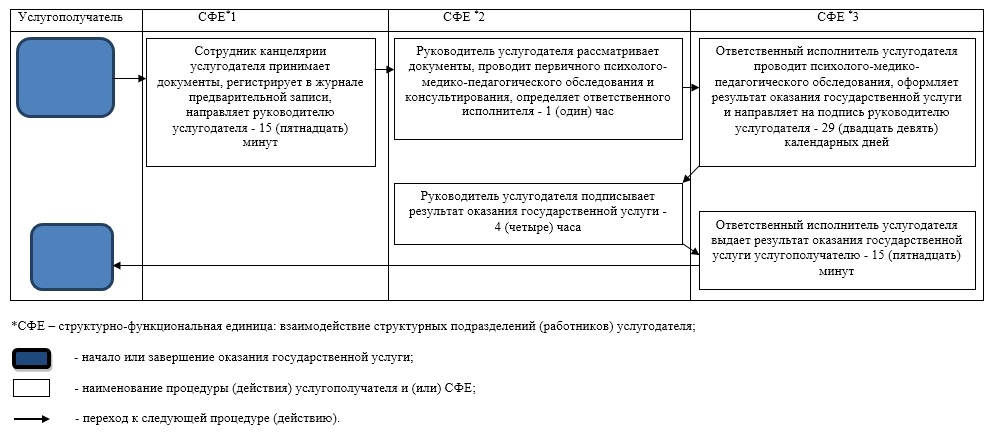 Услугополучатель
СФЕ*1
СФЕ *2
СФЕ *3
Сотрудник канцелярии
услугодателя принимает
документы, регистрирует в журнале
предварительной записи,
направляет руководителю
услугодателя - 15 (пятнадцать)
минут
Руководитель услугодателя рассматривает
документы, проводит первичного психолого-
медико-педагогического обследования и
консультирования, определяет ответственного
исполнителя - 1 (один) час
Ответственный исполнитель услугодателя
проводит психолого-медико-
педагогического обследования, оформляет
результат оказания государственной услуги
и направляет на подпись руководителю
услугодателя - 29 (двадцать девять)
календарных дней
Руководитель услугодателя подписывает
результат оказания государственной услуги -
4 (четыре) часа
Ответственный исполнитель услугодателя
выдает результат оказания государственной
услуги услугополучателю - 15 (пятнадцать)
минут
*СФЕ – структурно-функциональная единица: взаимодействие структурных подразделений (работников) услугодателя;
- начало или завершение оказания государственной услуги;
- наименование процедуры (действия) услугополучателя и (или) СФЕ;
- переход к следующей процедуре (действию).